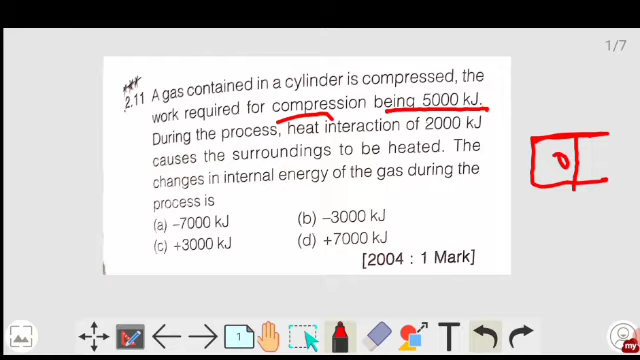 1/7
2.11 A gas contained in a cylinder is compressed, the
work required for compression being 5000 kJ.
During the process, heat interaction of 2000 kJ
causes the surroundings to be heated. The
changes in internal energy of the gas during the
process is
(a) –7000 kJ (b) –3000 kJ
(c) +3000 kJ (d) +7000 kJ
[2004 : 1 Mark]
1
T
my